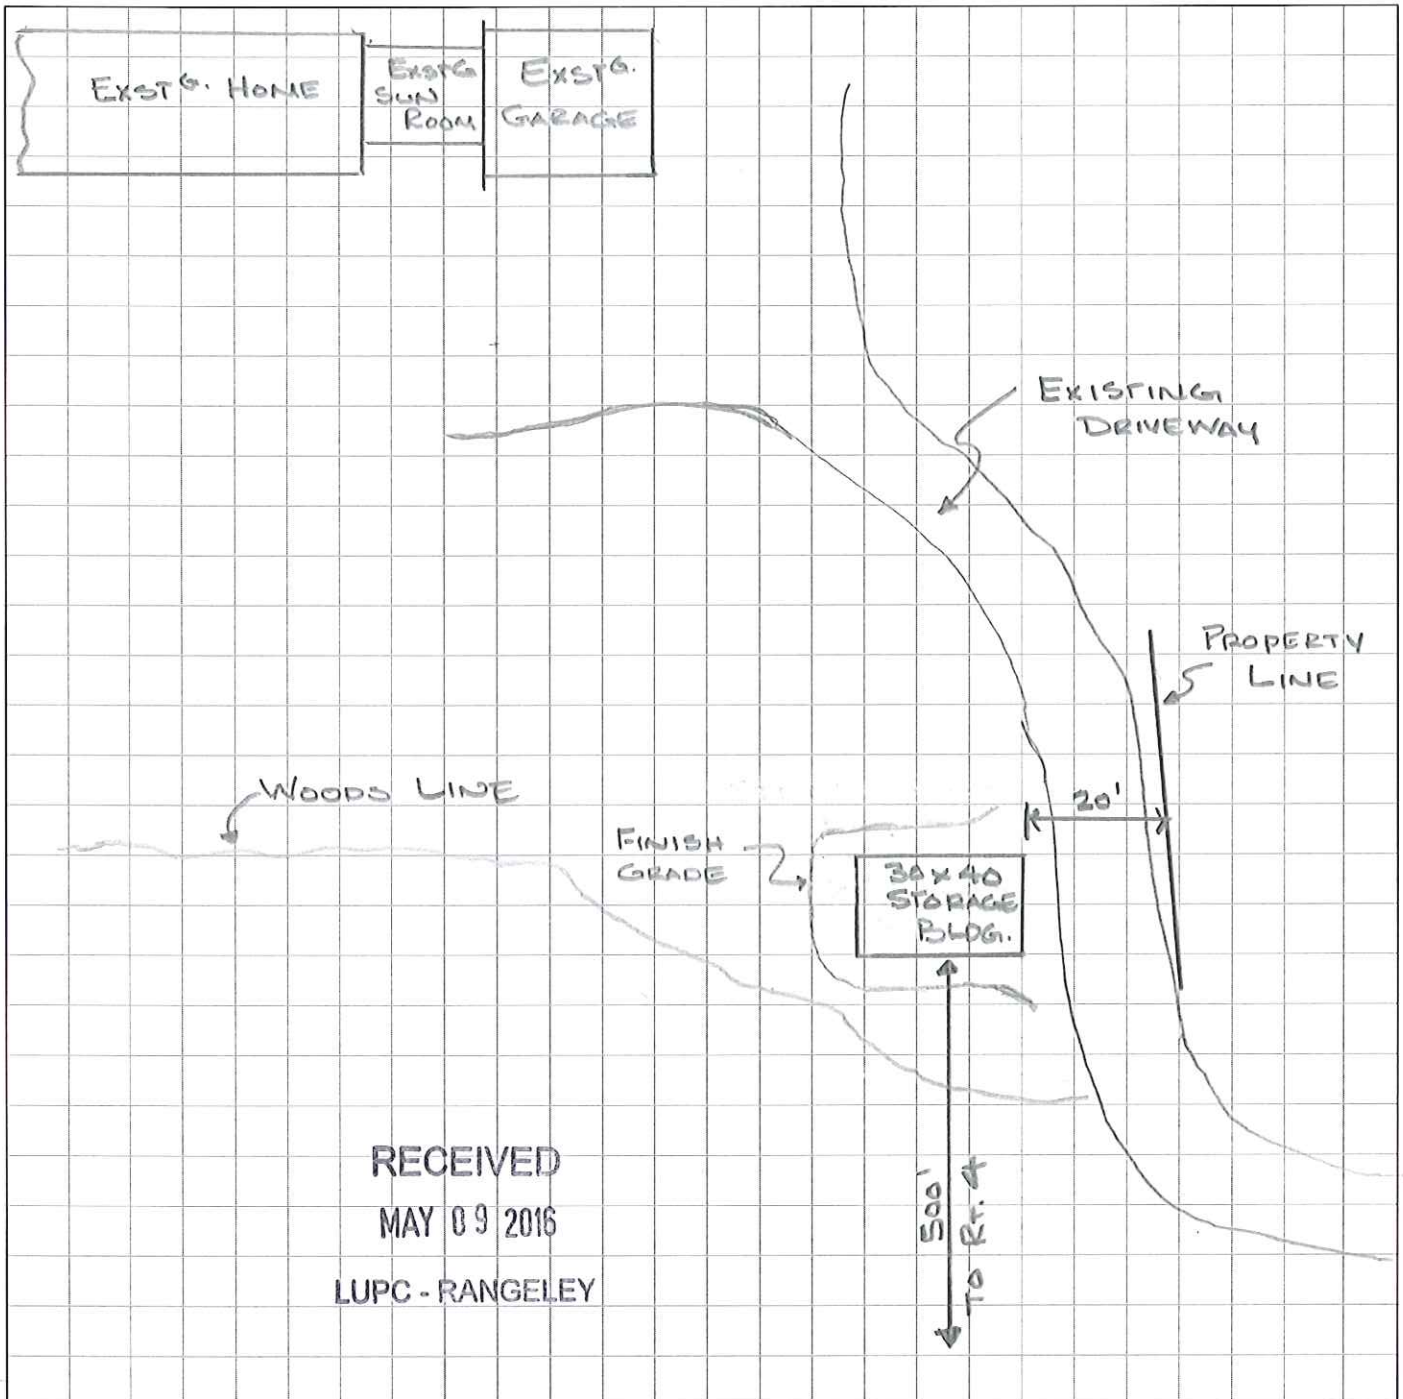 EXSTG. HOME
EXSTG
SUN
ROOM
EXSTG.
GARAGE
EXISTING
DRIVEWAY
PROPERTY
LINE
WOODS LINE
20'
FINISH
GRADE
30 x 40
STORAGE
BLDG.
500'
TO RT. 4
RECEIVED
MAY 09 2016
LUPC - RANGELEY